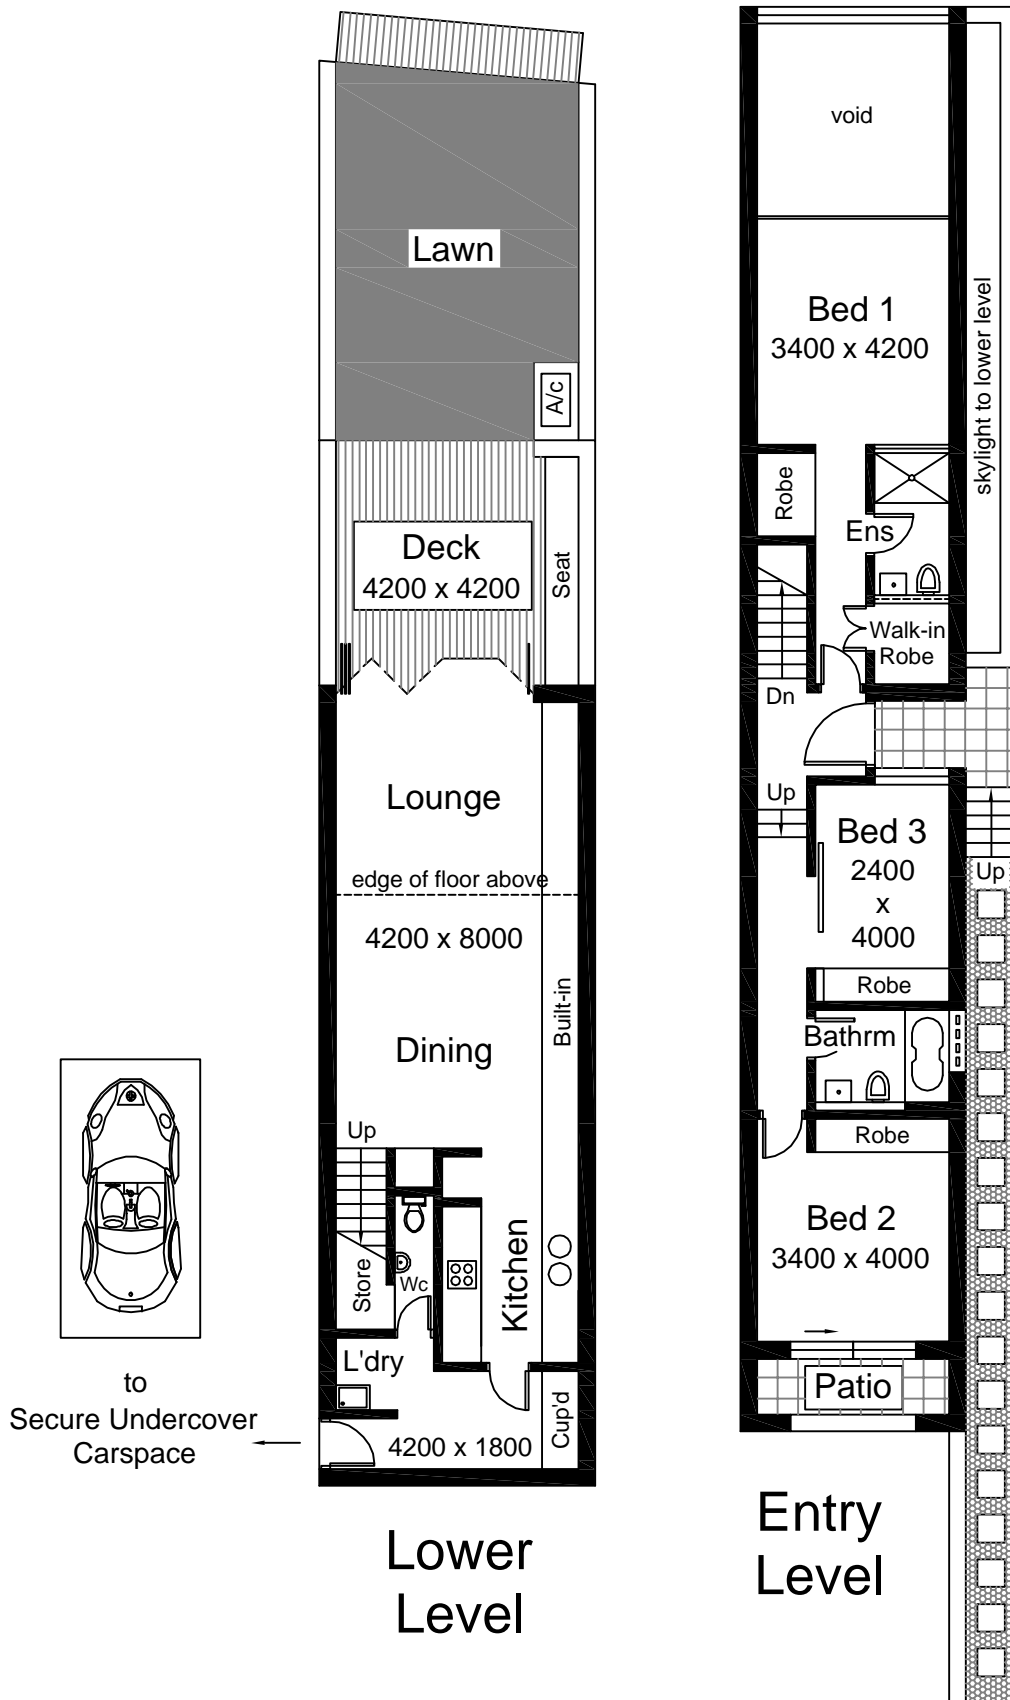 Lawn
A/c
Deck
4200 x 4200
Seat
Lounge
edge of floor above
4200 x 8000
Built-in
Dining
Up
Store
Wc
Kitchen
L'dry
Cup'd
4200 x 1800
to
Secure Undercover
Carspace
Lower
Level
void
Bed 1
3400 x 4200
skylight to lower level
Robe
Ens
Walk-in
Robe
Dn
Up
Bed 3
2400
x
4000
Up
Robe
Bathrm
Robe
Bed 2
3400 x 4000
Patio
Entry
Level